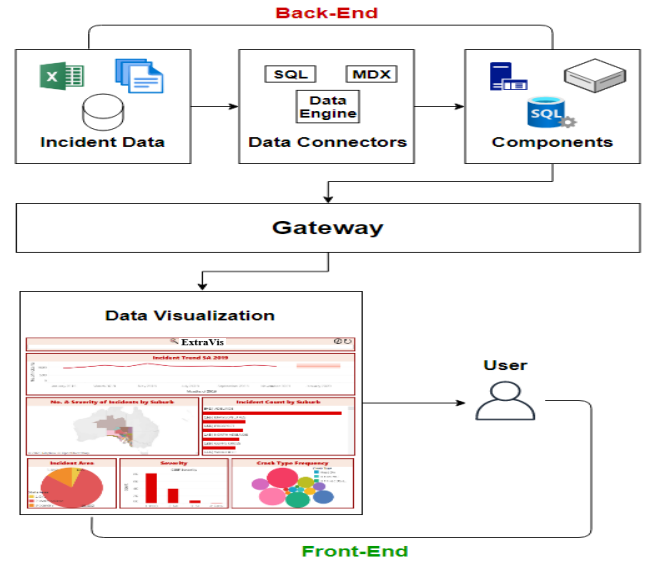 Back-End
SQL
MDX
Data
Engine
SQL
Incident Data
Data Connectors
Components
Gateway
Data Visualization
ExtraVis
Incident Trend SA 2019
No. & Severity of Incidents by Suburb
Incident Count by Suburb
Incident Area
Severity
Crash Type Frequency
User
Front-End